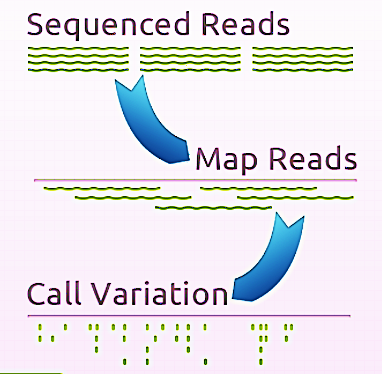 Sequenced Reads
Map Reads
Call Variation